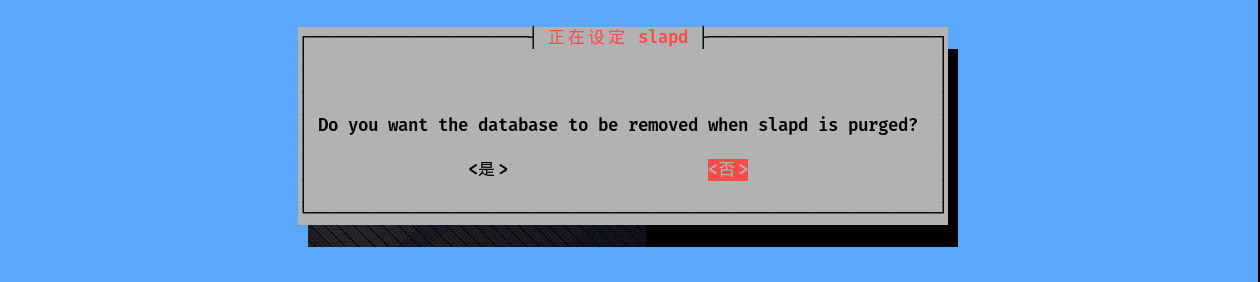 正在设定 slapd
Do you want the database to be removed when slapd is purged?
<是> <否>